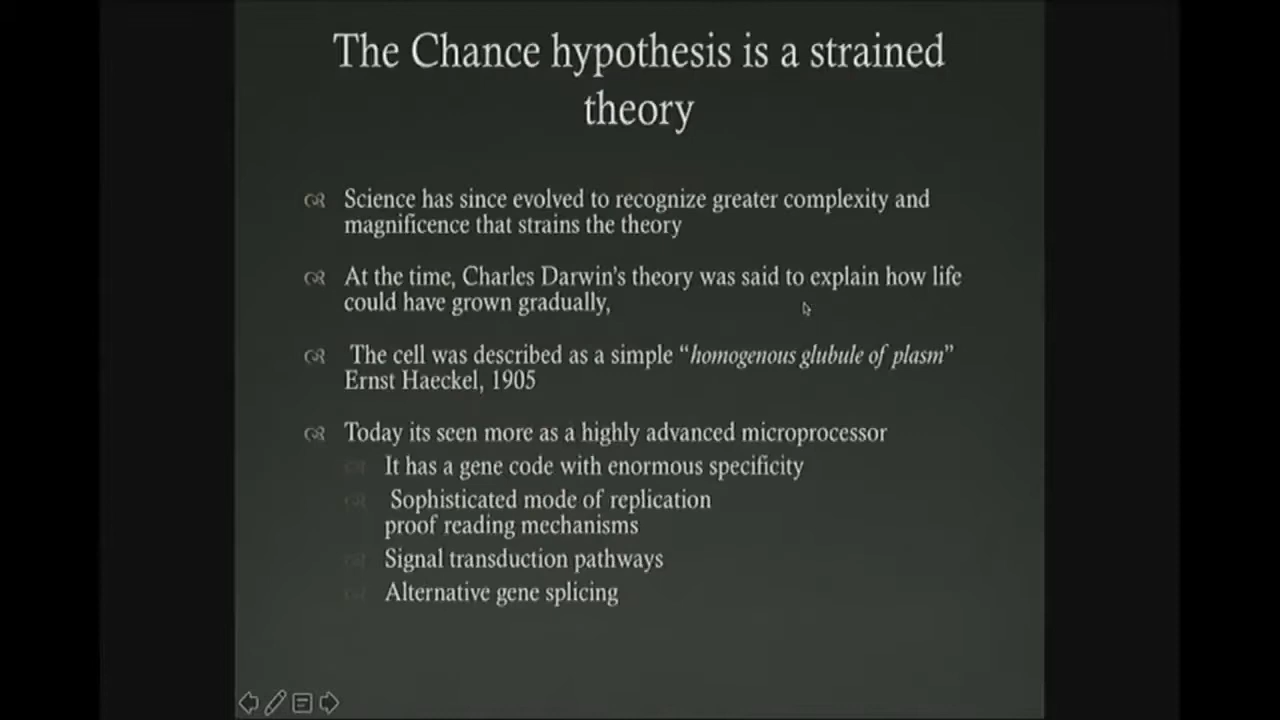 The Chance hypothesis is a strained
theory
Science has since evolved to recognize greater complexity and
magnificence that strains the theory
At the time, Charles Darwin's theory was said to explain how life
could have grown gradually,
The cell was described as a simple “homogenous glubule of plasm”
Ernst Haeckel, 1905
Today its seen more as a highly advanced microprocessor
It has a gene code with enormous specificity
Sophisticated mode of replication
proof reading mechanisms
Signal transduction pathways
Alternative gene splicing